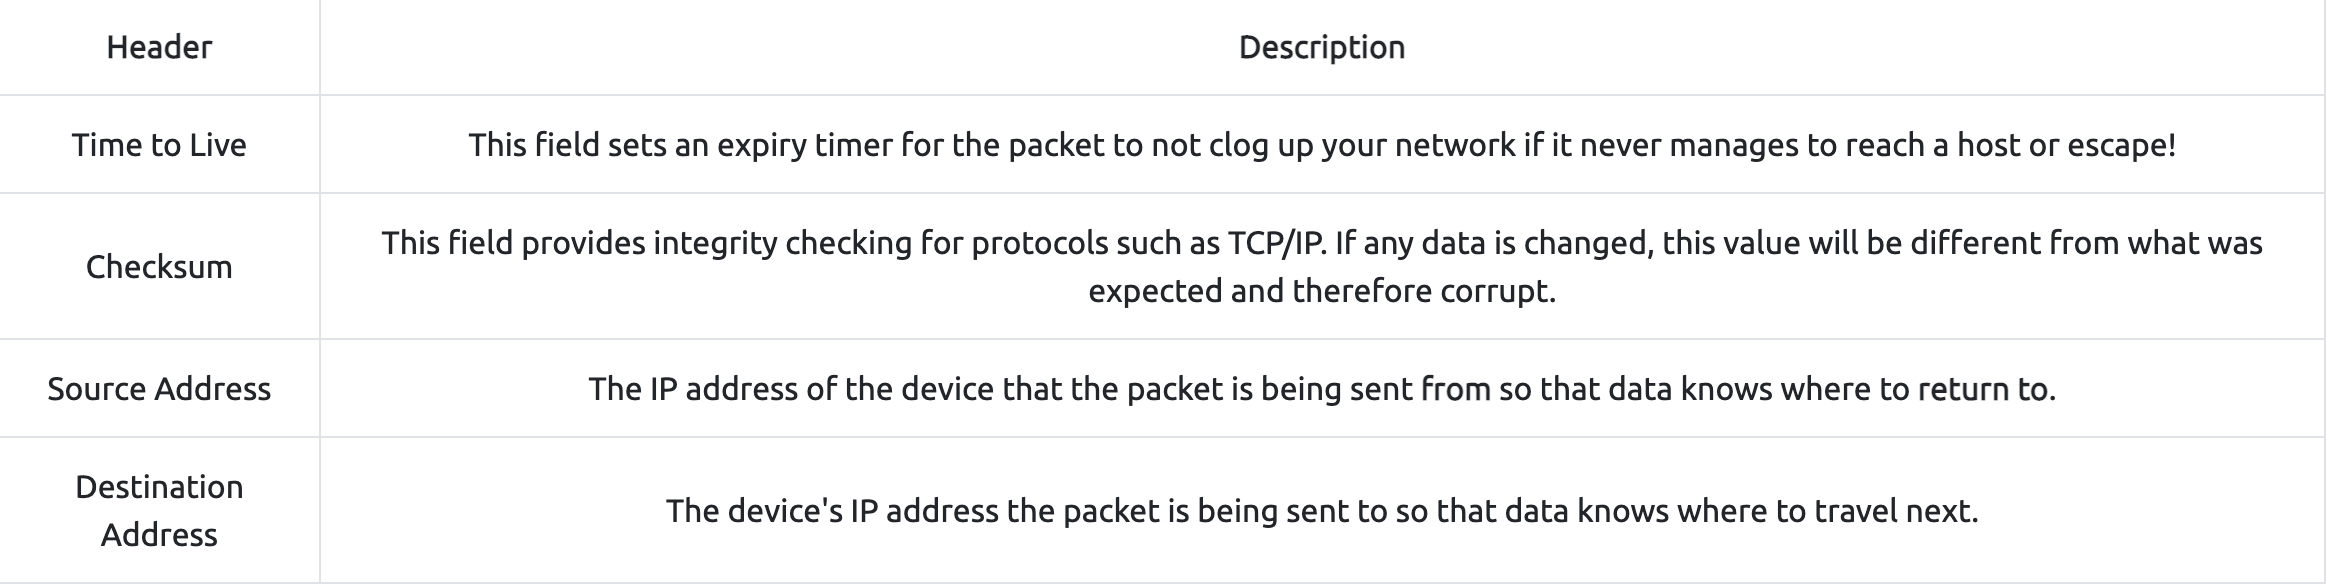 Header
Description
Time to Live
This field sets an expiry timer for the packet to not clog up your network if it never manages to reach a host or escape!
Checksum
This field provides integrity checking for protocols such as TCP/IP. If any data is changed, this value will be different from what was
expected and therefore corrupt.
Source Address
The IP address of the device that the packet is being sent from so that data knows where to return to.
Destination
Address
The device's IP address the packet is being sent to so that data knows where to travel next.